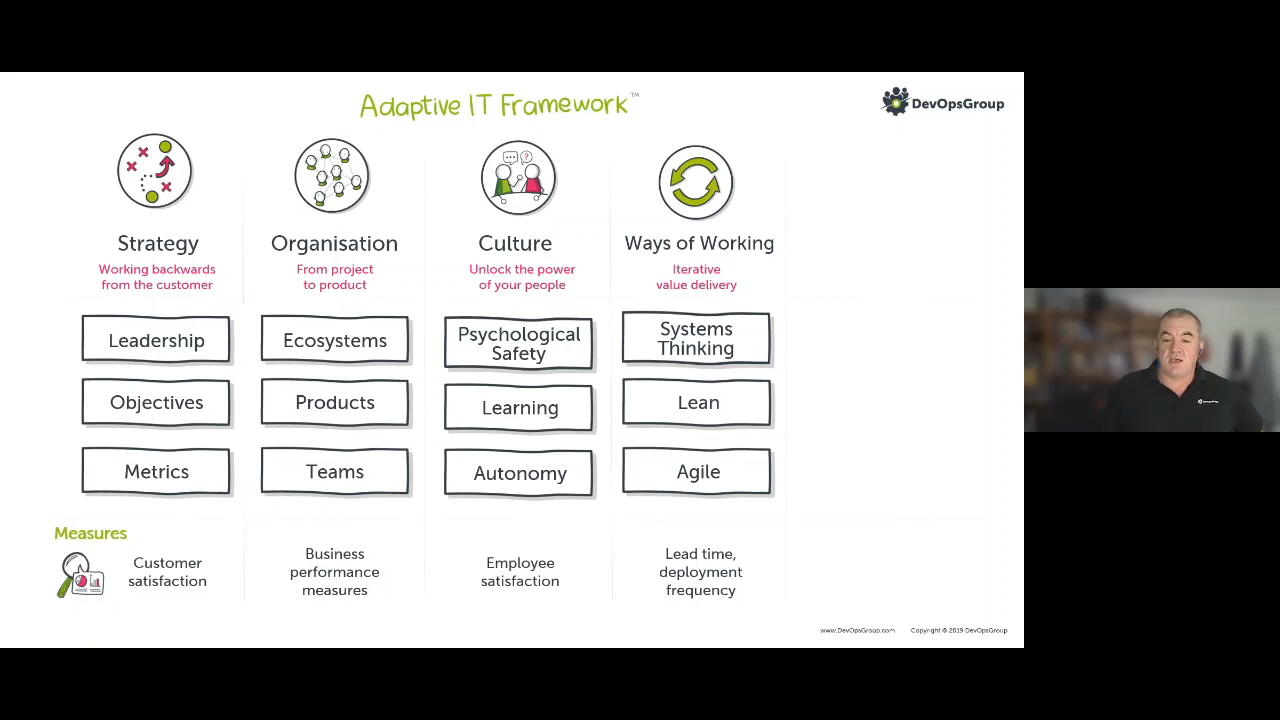 Adaptive IT Framework™
DevOpsGroup
Strategy
Working backwards
from the customer
Leadership
Objectives
Metrics
Organisation
From project
to product
Ecosystems
Products
Teams
Culture
Unlock the power
of your people
Psychological
Safety
Learning
Autonomy
Ways of Working
Iterative
value delivery
Systems
Thinking
Lean
Agile
Measures
Customer
satisfaction
Business
performance
measures
Employee
satisfaction
Lead time,
deployment
frequency
www.DevOpsGroup.com
Copyright © 2019 DevOpsGroup